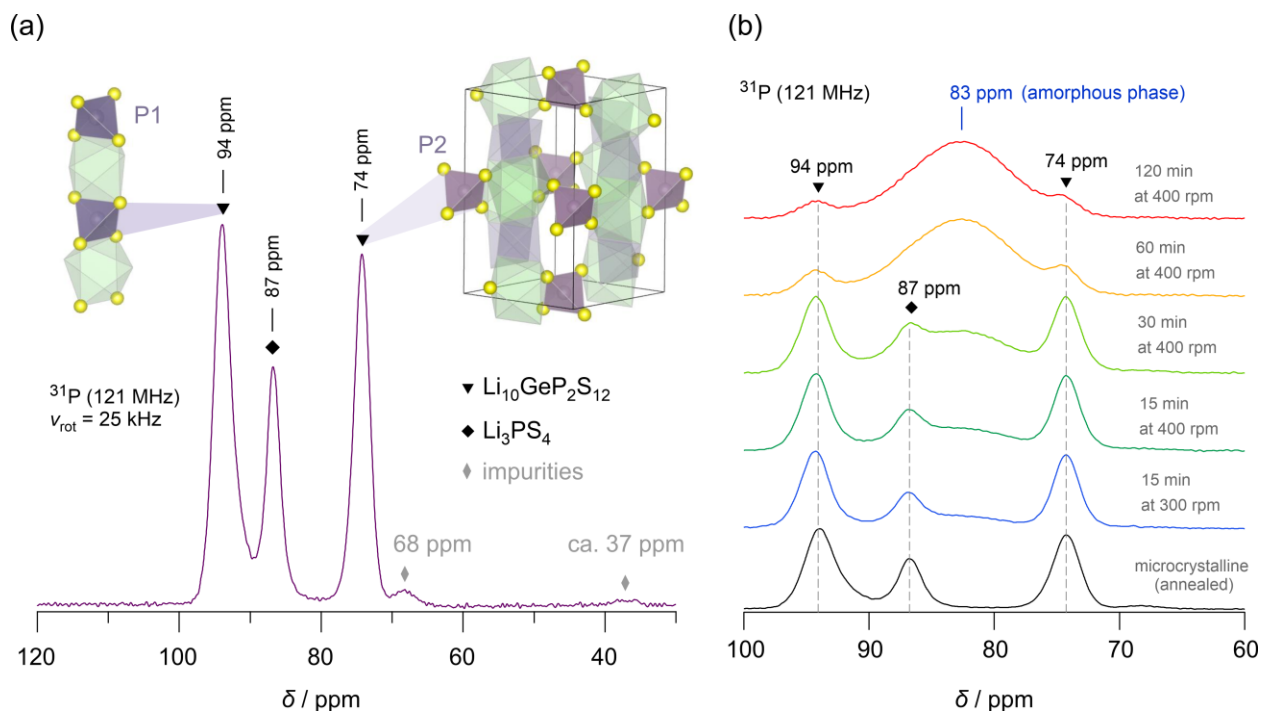 (a)
P1
94 ppm
87 ppm
74 ppm
P2
³¹P (121 MHz)
νrot = 25 kHz
▼ Li₁₀GeP₂S₁₂
◆ Li₃PS₄
♦ impurities
68 ppm
ca. 37 ppm
120
100
80
60
40
δ / ppm
(b)
³¹P (121 MHz)
83 ppm (amorphous phase)
94 ppm
74 ppm
120 min
at 400 rpm
60 min
at 400 rpm
87 ppm
30 min
at 400 rpm
15 min
at 400 rpm
15 min
at 300 rpm
microcrystalline
(annealed)
100
90
80
70
60
δ / ppm